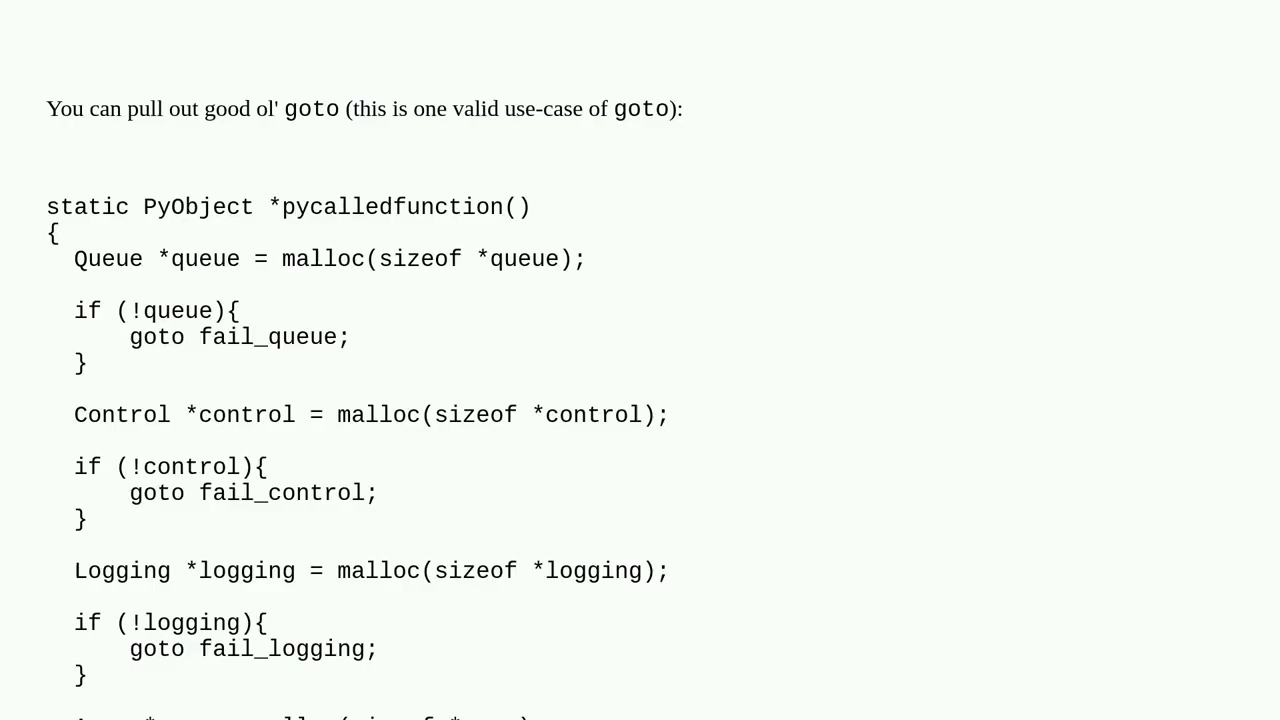 You can pull out good ol' goto (this is one valid use-case of goto):
static PyObject *pycalledfunction()
{
  Queue *queue = malloc(sizeof *queue);
  if (!queue){
      goto fail_queue;
  }
  Control *control = malloc(sizeof *control);
  if (!control){
      goto fail_control;
  }
  Logging *logging = malloc(sizeof *logging);
  if (!logging){
      goto fail_logging;
  }